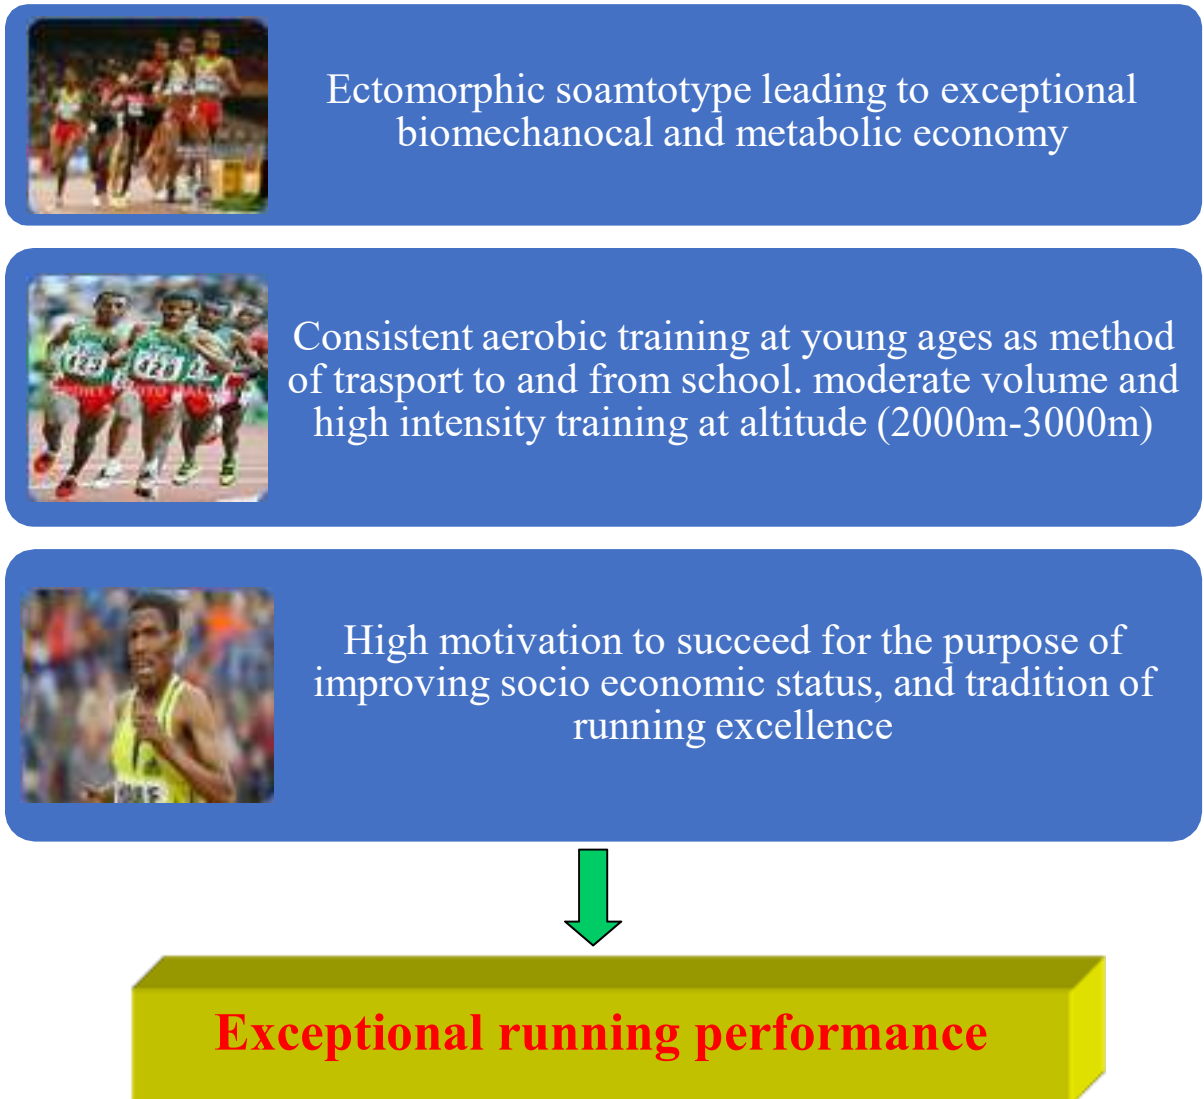 Ectomorphic soamtotype leading to exceptional
biomechanocal and metabolic economy
Consistent aerobic training at young ages as method
of trasport to and from school. moderate volume and
high intensity training at altitude (2000m-3000m)
High motivation to succeed for the purpose of
improving socio economic status, and tradition of
running excellence
Exceptional running performance